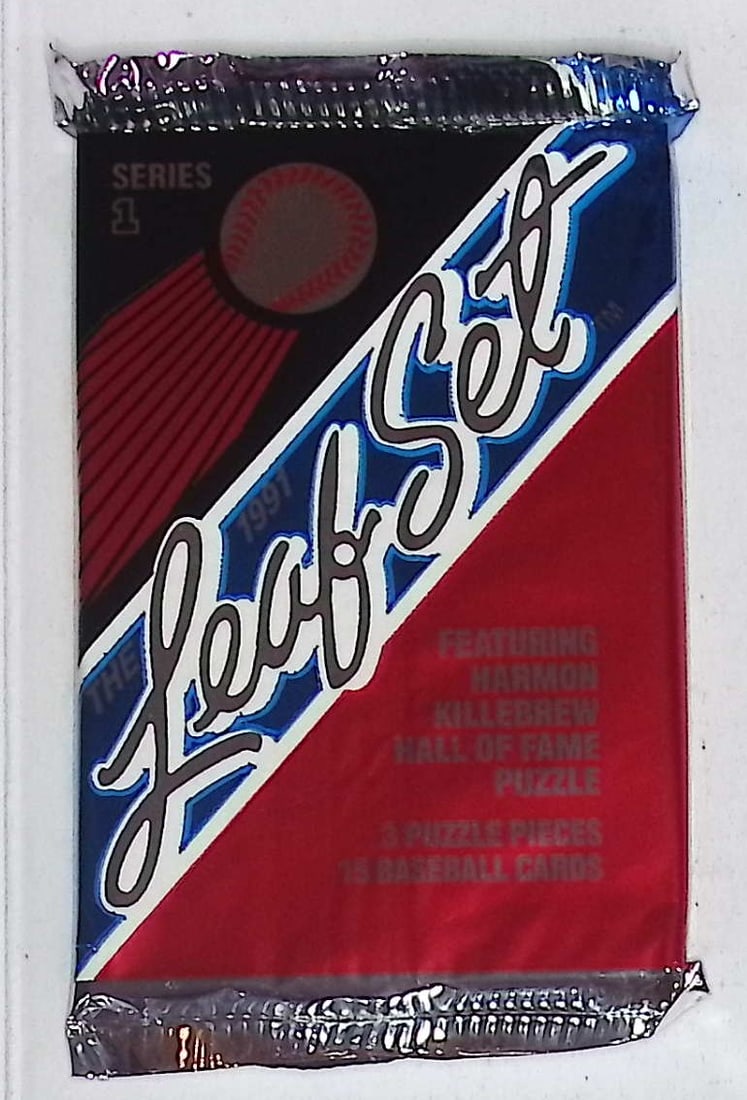 SERIES
1
THE 1991
Leaf Set
TM
FEATURING
HARMON
KILLEBREW
HALL OF FAME
PUZZLE
3 PUZZLE PIECES
15 BASEBALL CARDS